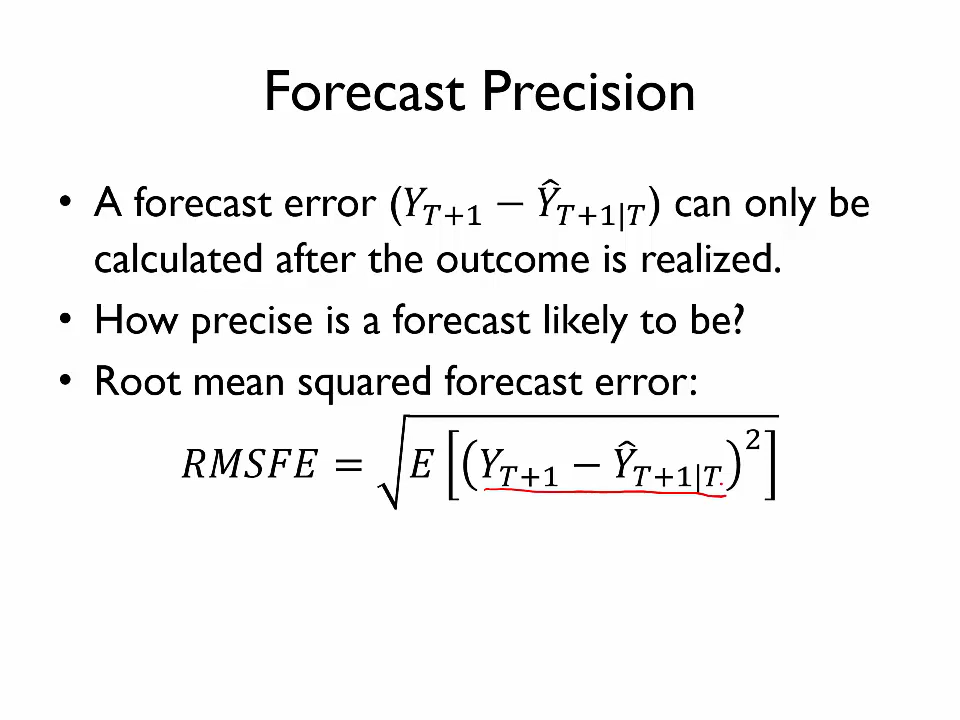 Forecast Precision
• A forecast error (Y_{T+1} − Ŷ_{T+1|T}) can only be
calculated after the outcome is realized.
• How precise is a forecast likely to be?
• Root mean squared forecast error:
RMSFE = √(E[(Y_{T+1} − Ŷ_{T+1|T})²])